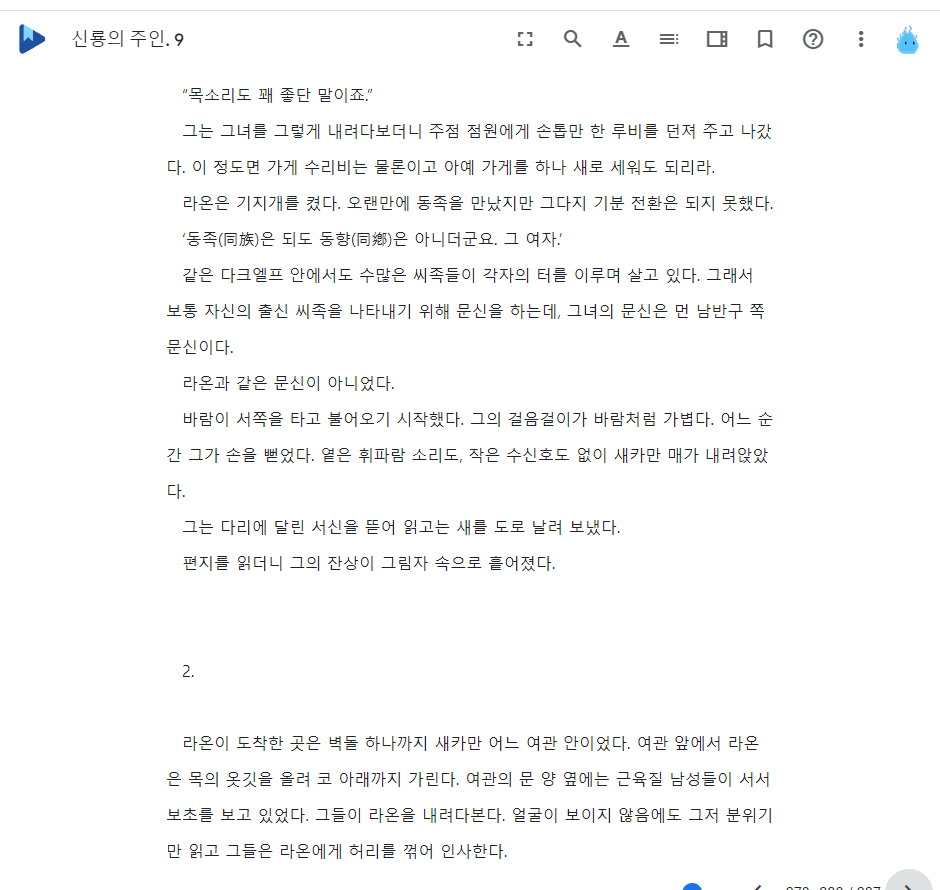 신룡의 주인. 9
“목소리도 꽤 좋단 말이죠.”
그는 그녀를 그렇게 내려다보더니 주점 점원에게 손톱만 한 루비를 던져 주고 나갔
다. 이 정도면 가게 수리비는 물론이고 아예 가게를 하나 새로 세워도 되리라.
라온은 기지개를 켰다. 오랜만에 동족을 만났지만 그다지 기분 전환은 되지 못했다.
‘동족(同族)은 되도 동향(同鄕)은 아니더군요. 그 여자.’
같은 다크엘프 안에서도 수많은 씨족들이 각자의 터를 이루며 살고 있다. 그래서
보통 자신의 출신 씨족을 나타내기 위해 문신을 하는데, 그녀의 문신은 먼 남반구 쪽
문신이다.
라온과 같은 문신이 아니었다.
바람이 서쪽을 타고 불어오기 시작했다. 그의 걸음걸이가 바람처럼 가볍다. 어느 순
간 그가 손을 뻗었다. 옅은 휘파람 소리도, 작은 수신호도 없이 새카만 매가 내려앉았
다.
그는 다리에 달린 서신을 뜯어 읽고는 새를 도로 날려 보냈다.
편지를 읽더니 그의 잔상이 그림자 속으로 흩어졌다.
2.
라온이 도착한 곳은 벽돌 하나까지 새카만 어느 여관 안이었다. 여관 앞에서 라온
은 목의 옷깃을 올려 코 아래까지 가린다. 여관의 문 양 옆에는 근육질 남성들이 서서
보초를 보고 있었다. 그들이 라온을 내려다본다. 얼굴이 보이지 않음에도 그저 분위기
만 읽고 그들은 라온에게 허리를 꺾어 인사한다.